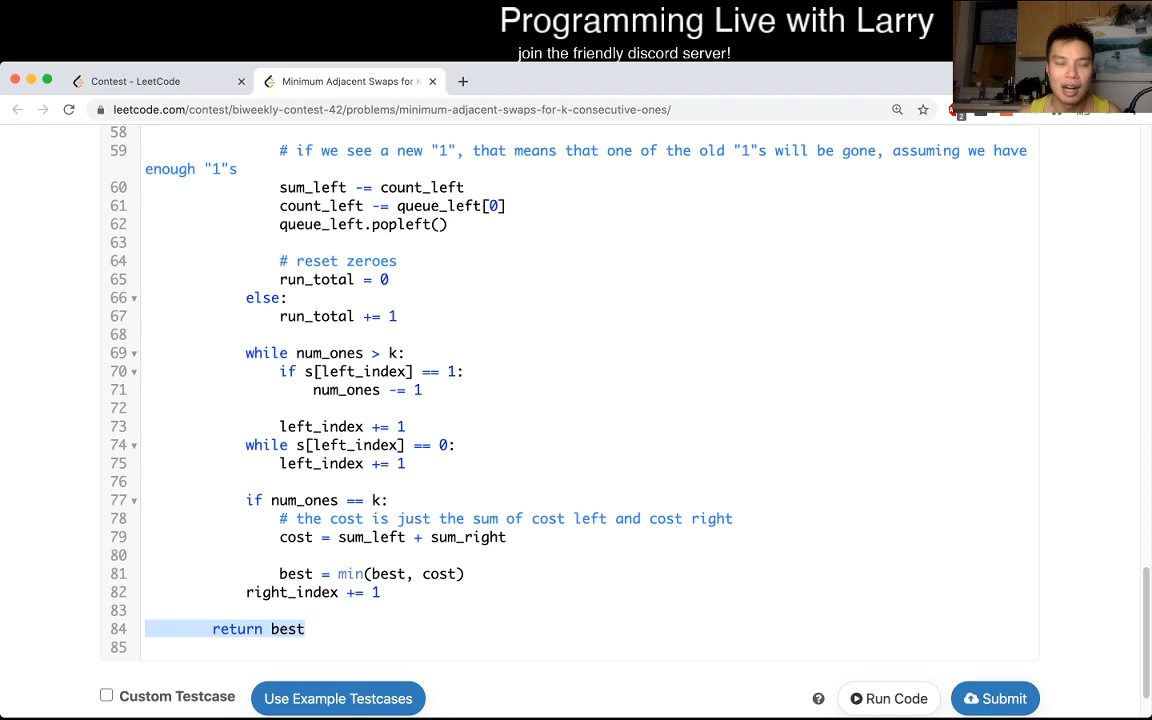 Programming Live with Larry
join the friendly discord server!
Contest - LeetCode
Minimum Adjacent Swaps for K
leetcode.com/contest/biweekly-contest-42/problems/minimum-adjacent-swaps-for-k-consecutive-ones/
2
58
59 # if we see a new "1", that means that one of the old "1"s will be gone, assuming we have
enough "1"s
60 sum_left -= count_left
61 count_left -= queue_left[0]
62 queue_left.popleft()
63
64 # reset zeroes
65 run_total = 0
66 else:
67 run_total += 1
68
69 while num_ones > k:
70 if s[left_index] == 1:
71 num_ones -= 1
72
73 left_index += 1
74 while s[left_index] == 0:
75 left_index += 1
76
77 if num_ones == k:
78 # the cost is just the sum of cost left and cost right
79 cost = sum_left + sum_right
80
81 best = min(best, cost)
82 right_index += 1
83
84 return best
85
Custom Testcase
Use Example Testcases
?
Run Code
Submit